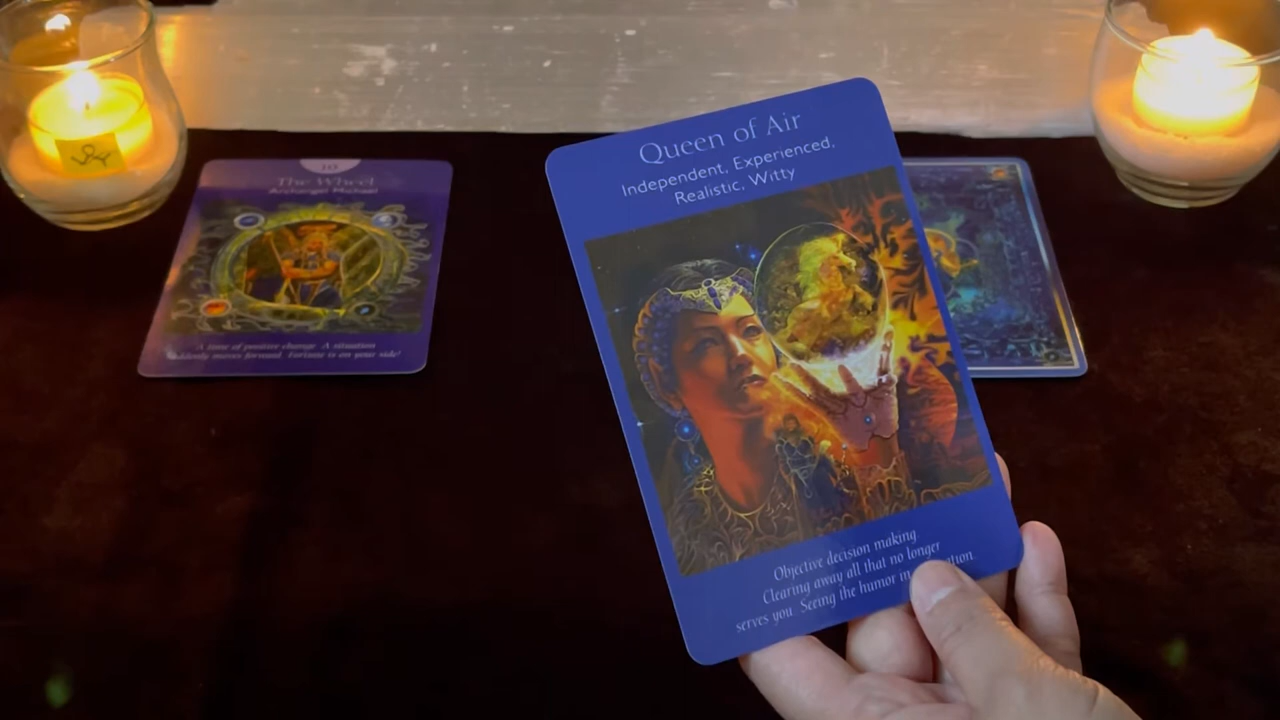 10
The Wheel
Archangel Michael
A time of positive change A situation
suddenly moves forward. Fortune is on your side!
Queen of Air
Independent, Experienced,
Realistic, Witty
Objective decision making
Clearing away all that no longer
serves you Seeing the humor in